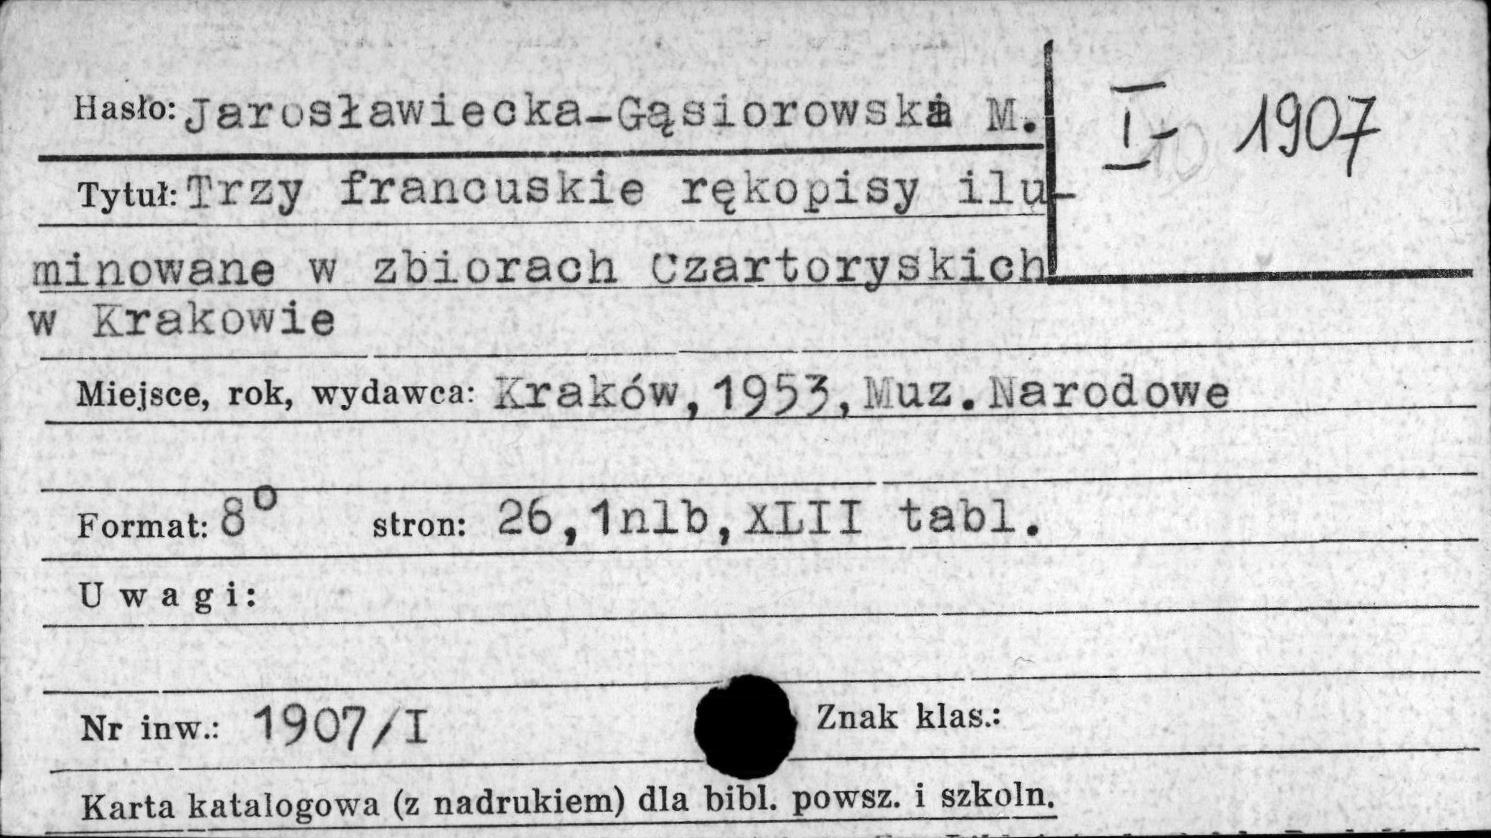 Hasło: Jarosławiecka-Gąsiorowska M.
I- 1907
Tytuł: Trzy francuskie rękopisy ilu-
minowane w zbiorach Czartoryskich
w Krakowie
Miejsce, rok, wydawca: Kraków,1953,Muz.Narodowe
Format: 8° stron: 26,1nlb,XLII tabl.
Uwagi:
Nr inw.: 1907/I Znak klas.:
Karta katalogowa (z nadrukiem) dla bibl. powsz. i szkoln.